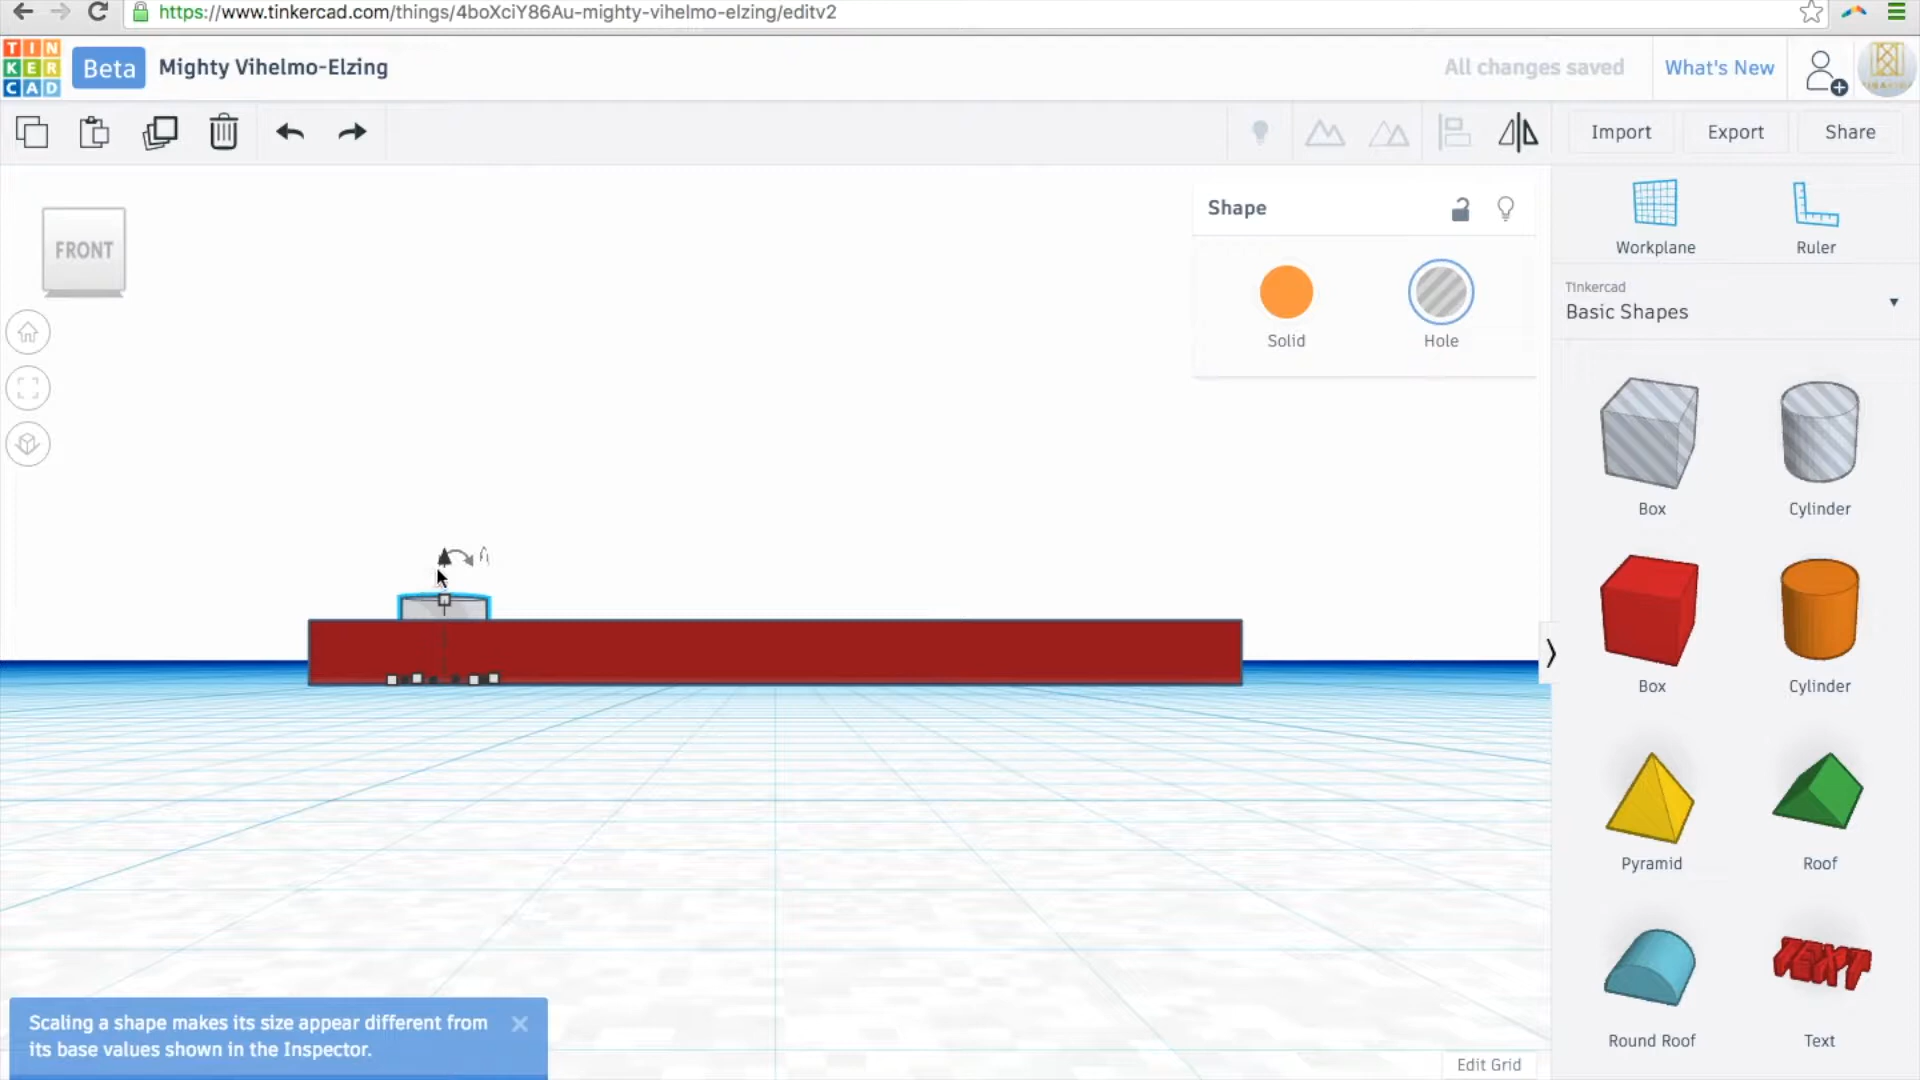 https://www.tinkercad.com/things/4boXciY86Au-mighty-vihelmo-elzing/editv2
TIN
KER
CAD
Beta
Mighty Vihelmo-Elzing
All changes saved
What's New
Import
Export
Share
FRONT
Shape
Solid
Hole
Workplane
Ruler
Tinkercad
Basic Shapes
Box
Cylinder
Box
Cylinder
Pyramid
Roof
TEXT
Round Roof
Text
Scaling a shape makes its size appear different from
its base values shown in the Inspector.
Edit Grid